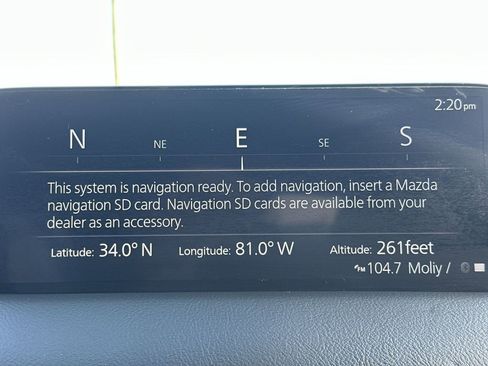 2:20pm
N NE E SE S
This system is navigation ready. To add navigation, insert a Mazda
navigation SD card. Navigation SD cards are available from your
dealer as an accessory.
Latitude: 34.0° N Longitude: 81.0° W Altitude: 261feet
FM 104.7 Moliy /